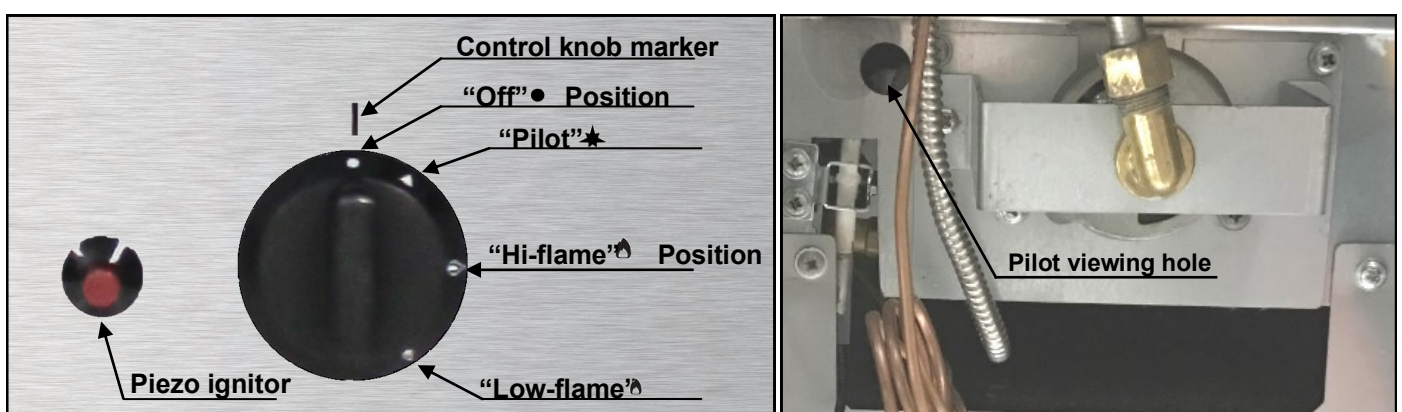 Control knob marker
“Off”● Position
“Pilot”
“Hi-flame” Position
“Low-flame”
Piezo ignitor
Pilot viewing hole